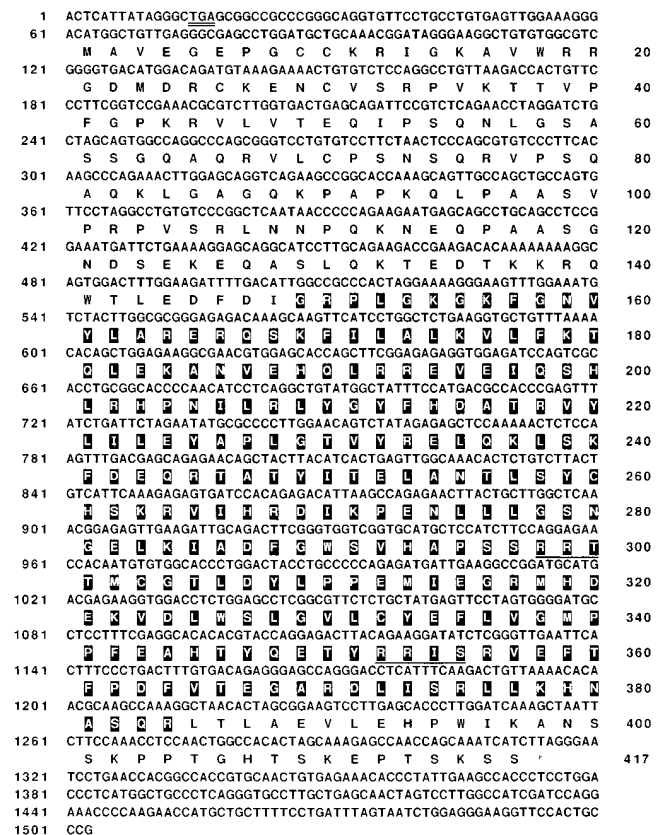 1 ACTCATTATAGGGCTGAGCGGCCGCCCGGGCAGGTGTTCCTGCCTGTGAGTTGGAAAGGG
61 ACATGGCTGTTGAGGGCGAGCCTGGATGCTGCAAACGGATAGGGAAGGCTGTGTGGCGTC
M A V E G E P G C C K R I G K A V W R R 20
121 GGGGTGACATGGACAGATGTAAAGAAAACTGTGTCTCCAGGCCTGTTAAGACCACTGTTC
G D M D R C K E N C V S R P V K T T V P 40
181 CCTTCGGTCCGAAACGCGTCTTGGTGACTGAGCAGATTCCGTCTCAGAACCTAGGATCTG
F G P K R V L V T E Q I P S Q N L G S A 60
241 CTAGCAGTGGCCAGGCCCAGCGGGTCCTGTGTCCTTCTAACTCCCAGCGTGTCCCTTCAC
S S G Q A Q R V L C P S N S Q R V P S Q 80
301 AAGCCCAGAAACTTGGAGCAGGTCAGAAGCCGGCACCAAAGCAGTTGCCAGCTGCCAGTG
A Q K L G A G Q K P A P K Q L P A A S V 100
361 TTCCTAGGCCTGTGTCCCGGCTCAATAACCCCCAGAAGAATGAGCAGCCTGCAGCCTCCG
P R P V S R L N N P Q K N E Q P A A S G 120
421 GAAATGATTCTGAAAAGGAGCAGGCATCCTTGCAGAAGACCGAAGACACAAAAAAAAGGC
N D S E K E Q A S L Q K T E D T K K R Q 140
481 AGTGGACTTTGGAAGATTTTGACATTGGCCGCCCACTAGGAAAAGGGAAGTTTGGAAATG
W T L E D F D I G R P L G K G K F G N V 160
541 TCTACTTGGCGCGGGAGAGACAAAGCAAGTTCATCCTGGCTCTGAAGGTGCTGTTTAAAA
Y L A R E R Q S K F I L A L K V L F K T 180
601 CACAGCTGGAGAAGGCGAACGTGGAGCACCAGCTTCGGAGAGAGGTGGAGATCCAGTCGC
Q L E K A N V E H Q L R R E V E I Q S H 200
661 ACCTGCGGCACCCCAACATCCTCAGGCTGTATGGCTATTTCCATGACGCCACCCGAGTTT
L R H P N I L R L Y G Y F H D A T R V Y 220
721 ATCTGATTCTAGAATATGCGCCCCTTGGAACAGTCTATAGAGAGCTCCAAAAACTCTCCA
L I L E Y A P L G T V Y R E L Q K L S K 240
781 AGTTTGACGAGCAGAGAACAGCTACTTACATCACTGAGTTGGCAAACACTCTGTCTTACT
F D E Q R T A T Y I T E L A N T L S Y C 260
841 GTCATTCAAAGAGAGTGATCCACAGAGACATTAAGCCAGAGAACTTACTGCTTGGCTCAA
H S K R V I H R D I K P E N L L L G S N 280
901 ACGGAGAGTTGAAGATTGCAGACTTCGGGTGGTCGGTGCATGCTCCATCTTCCAGGAGAA
G E L K I A D F G W S V H A P S S R R T 300
961 CCACAATGTGTGGCACCCTGGACTACCTGCCCCCAGAGATGATTGAAGGCCGGATGCATG
T M C G T L D Y L P P E M I E G R M H D 320
1021 ACGAGAAGGTGGACCTCTGGAGCCTCGGCGTTCTCTGCTATGAGTTCCTAGTGGGGATGC
E K V D L W S L G V L C Y E F L V G M P 340
1081 CTCCTTTCGAGGCACACACGTACCAGGAGACTTACAGAAGGATATCTCGGGTTGAATTCA
P F E A H T Y Q E T Y R R I S R V E F T 360
1141 CTTTCCCTGACTTTGTGACAGAGGGAGCCAGGGACCTCATTTCAAGACTGTTAAAACACA
F P D F V T E G A R D L I S R L L K H N 380
1201 ACGCAAGCCAAAGGCTAACACTAGCGGAAGTCCTTGAGCACCCTTGGATCAAAGCTAATT
A S Q R L T L A E V L E H P W I K A N S 400
1261 CTTCCAAACCTCCAACTGGCCACACTAGCAAAGAGCCAACCAGCAAATCATCTTAGGGAA
S K P P T G H T S K E P T S K S S * 417
1321 TCCTGAACCACGGCCACCGTGCAACTGTGAGAAACACCCTATTGAAGCCACCCTCCTGGA
1381 CCCTCATGGCTGCCCTCAGGGTGCCTTGCTGAGCAACTAGTCCTTGGCCATCGATCCAGG
1441 AAACCCCAAGAACCATGCTGCTTTTCCTGATTTAGTAATCTGGAGGGAAGGTTCCACTGC
1501 CCG